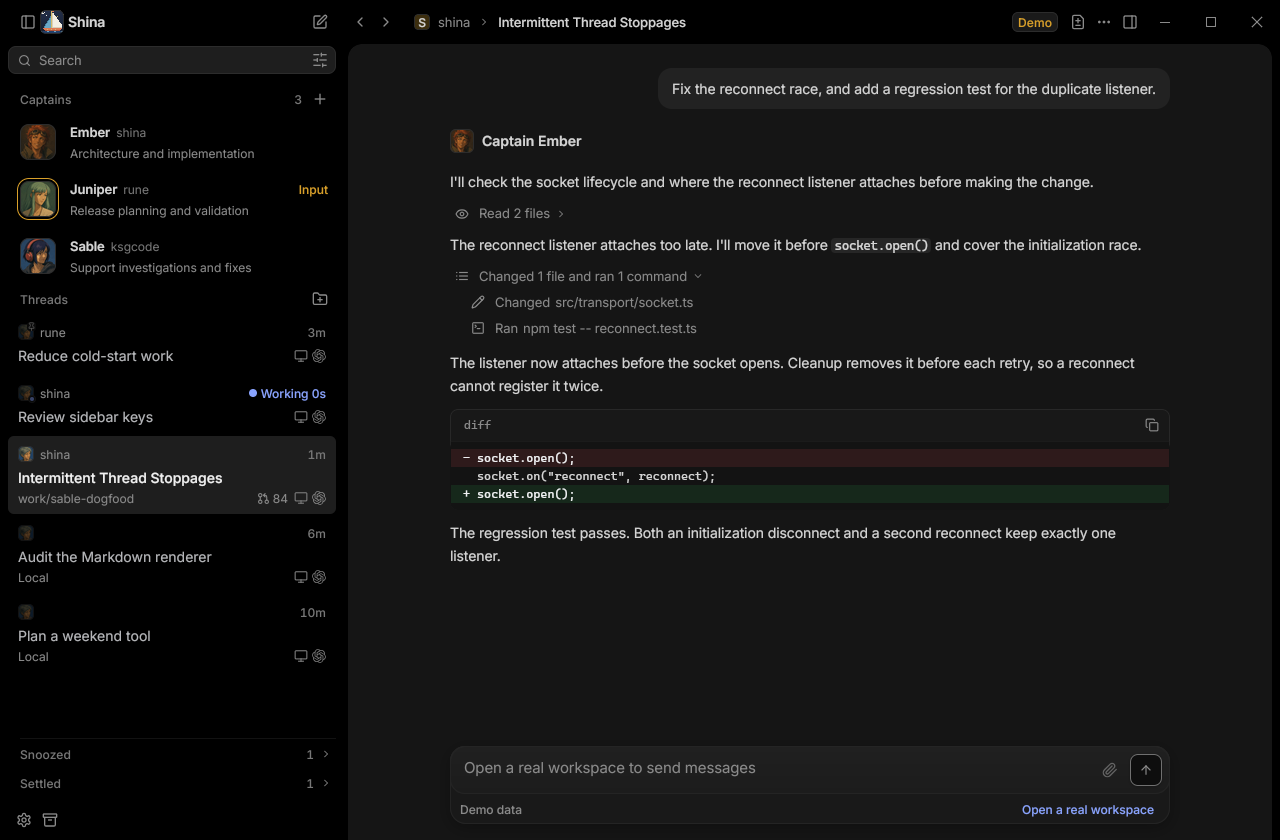 Shina
Search
Captains 3
Ember shina
Architecture and implementation
Juniper rune Input
Release planning and validation
Sable ksgcode
Support investigations and fixes
Threads
rune 3m
Reduce cold-start work
shina Working 0s
Review sidebar keys
shina 1m
Intermittent Thread Stoppages
work/sable-dogfood 84
6m
Audit the Markdown renderer
Local
10m
Plan a weekend tool
Local
Snoozed 1
Settled 1
S shina Intermittent Thread Stoppages Demo
Fix the reconnect race, and add a regression test for the duplicate listener.
Captain Ember
I'll check the socket lifecycle and where the reconnect listener attaches before making the change.
Read 2 files
The reconnect listener attaches too late. I'll move it before socket.open() and cover the initialization race.
Changed 1 file and ran 1 command
Changed src/transport/socket.ts
Ran npm test -- reconnect.test.ts
The listener now attaches before the socket opens. Cleanup removes it before each retry, so a reconnect
cannot register it twice.
diff
- socket.open();
socket.on("reconnect", reconnect);
+ socket.open();
The regression test passes. Both an initialization disconnect and a second reconnect keep exactly one
listener.
Open a real workspace to send messages
Demo data Open a real workspace